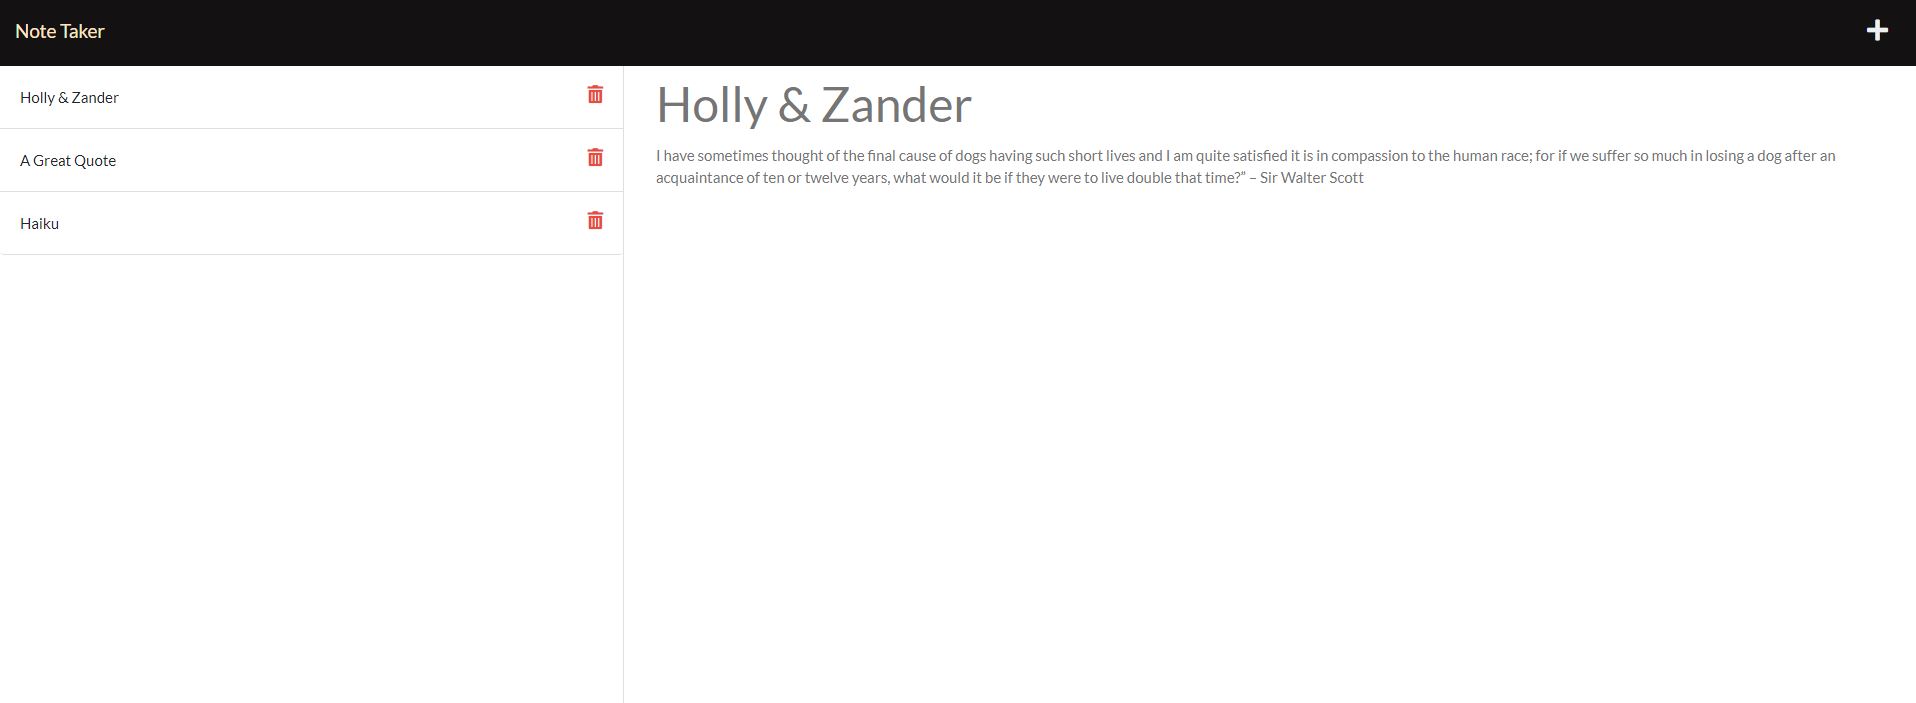 Note Taker
Holly & Zander
A Great Quote
Haiku
Holly & Zander
I have sometimes thought of the final cause of dogs having such short lives and I am quite satisfied it is in compassion to the human race; for if we suffer so much in losing a dog after an
acquaintance of ten or twelve years, what would it be if they were to live double that time?” – Sir Walter Scott